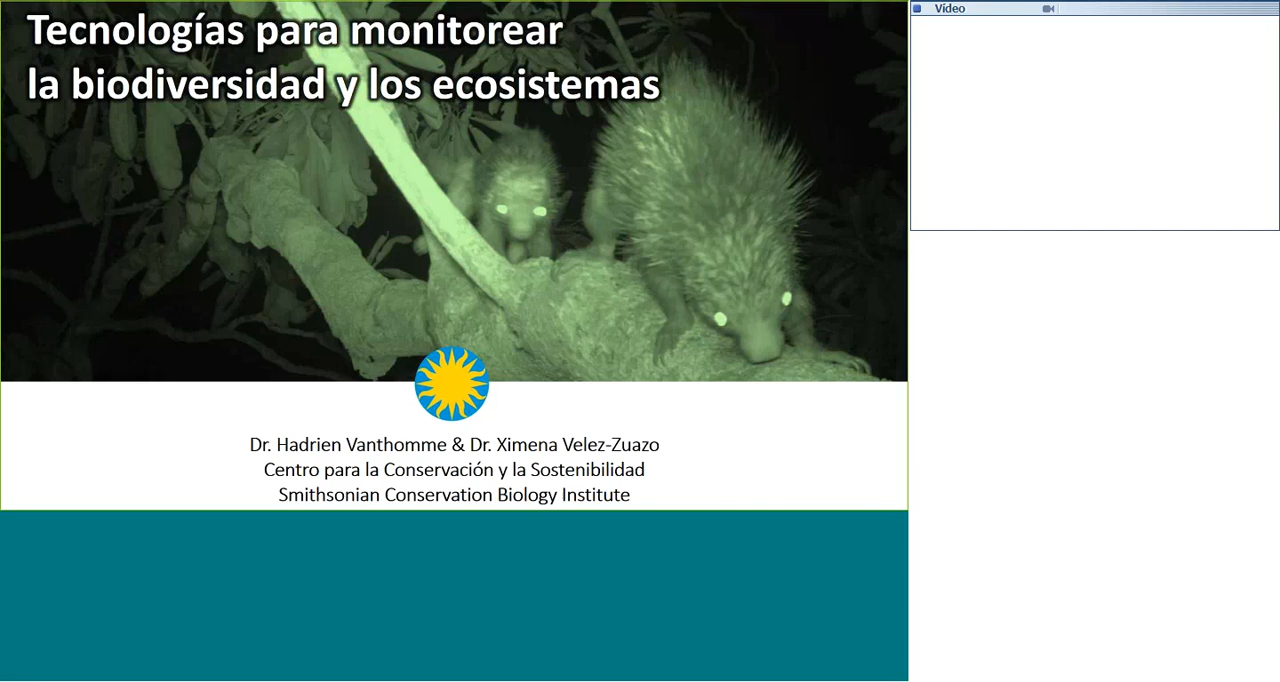 Tecnologías para monitorear
la biodiversidad y los ecosistemas
Dr. Hadrien Vanthomme & Dr. Ximena Velez-Zuazo
Centro para la Conservación y la Sostenibilidad
Smithsonian Conservation Biology Institute
Vídeo